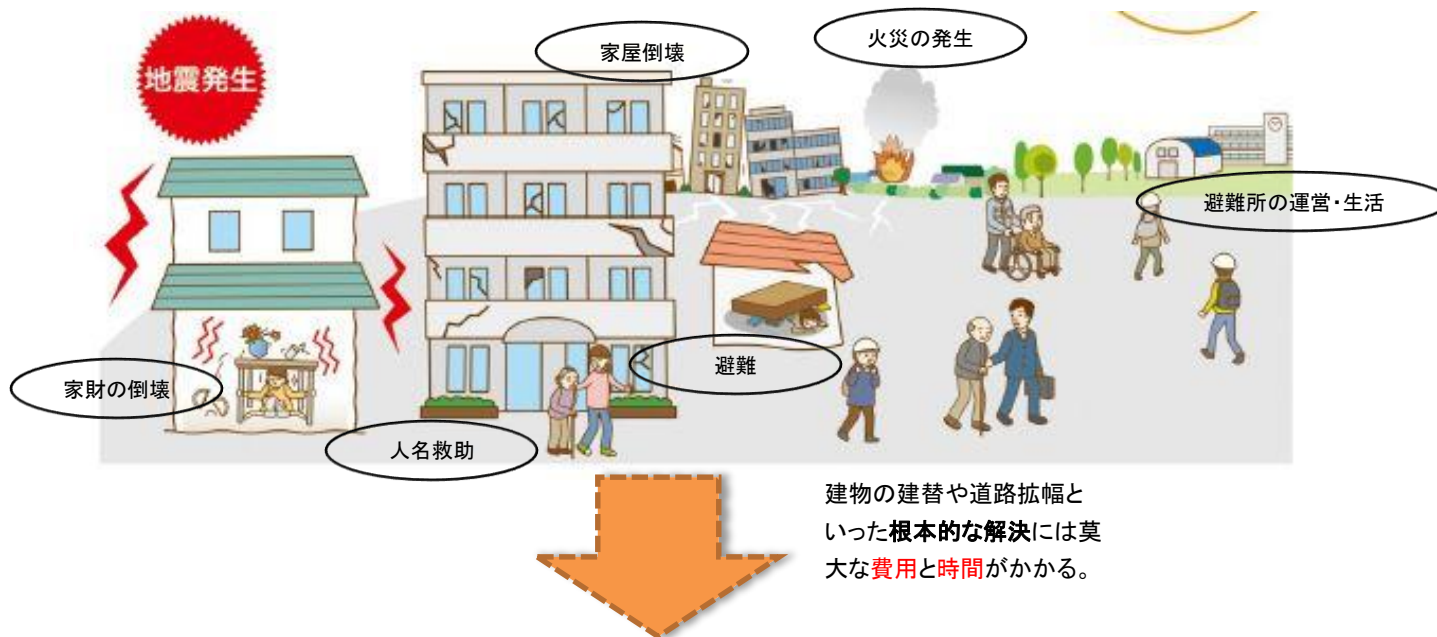 火災の発生
家屋倒壊
地震発生
避難所の運営・生活
避難
家財の倒壊
人名救助
建物の建替や道路拡幅と
いった根本的な解決には莫
大な費用と時間がかかる。